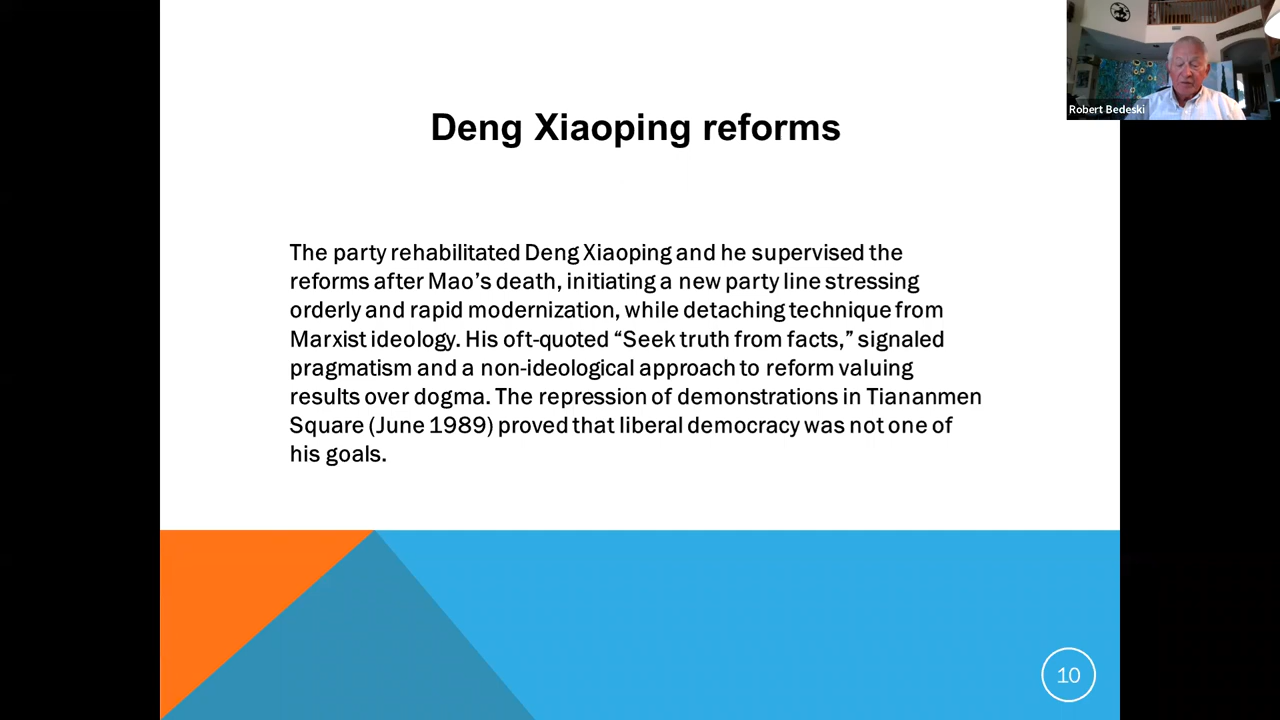 Robert Bedeski
Deng Xiaoping reforms
The party rehabilitated Deng Xiaoping and he supervised the
reforms after Mao’s death, initiating a new party line stressing
orderly and rapid modernization, while detaching technique from
Marxist ideology. His oft-quoted “Seek truth from facts,” signaled
pragmatism and a non-ideological approach to reform valuing
results over dogma. The repression of demonstrations in Tiananmen
Square (June 1989) proved that liberal democracy was not one of
his goals.
10